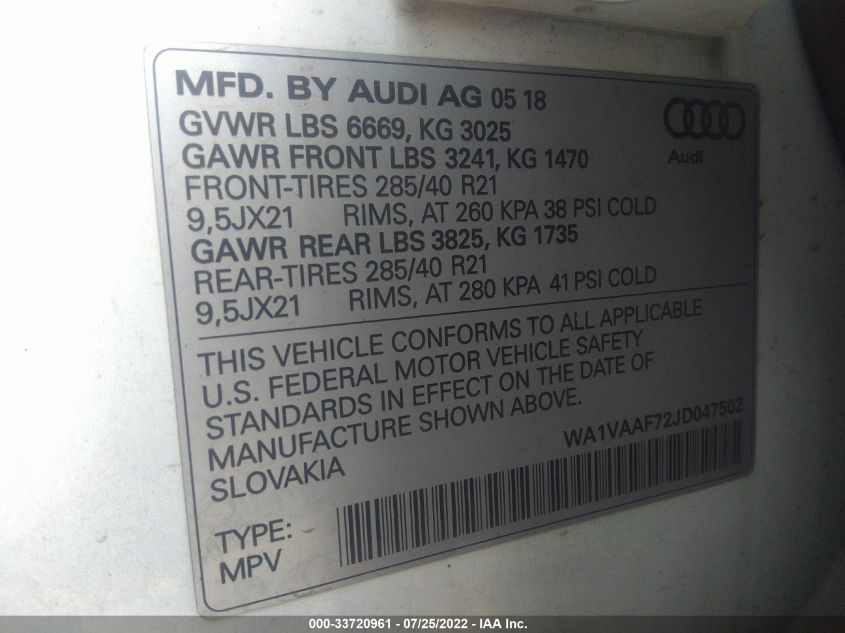 MFD. BY AUDI AG 05 18
GVWR LBS 6669, KG 3025
GAWR FRONT LBS 3241, KG 1470
FRONT-TIRES 285/40 R21
9,5JX21 RIMS, AT 260 KPA 38 PSI COLD
GAWR REAR LBS 3825, KG 1735
REAR-TIRES 285/40 R21
9,5JX21 RIMS, AT 280 KPA 41 PSI COLD
Audi
THIS VEHICLE CONFORMS TO ALL APPLICABLE
U.S. FEDERAL MOTOR VEHICLE SAFETY
STANDARDS IN EFFECT ON THE DATE OF
MANUFACTURE SHOWN ABOVE.
SLOVAKIA
WA1VAAF72JD047502
TYPE:
MPV
000-33720961 - 07/25/2022 - IAA Inc.